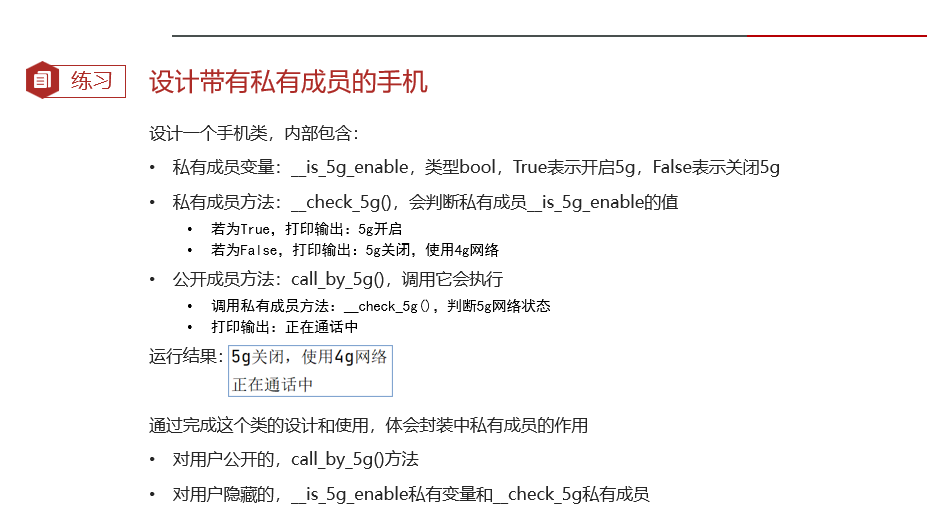 练习
设计带有私有成员的手机
设计一个手机类，内部包含：
• 私有成员变量：__is_5g_enable，类型bool，True表示开启5g，False表示关闭5g
• 私有成员方法：__check_5g()，会判断私有成员__is_5g_enable的值
• 若为True，打印输出：5g开启
• 若为False，打印输出：5g关闭，使用4g网络
• 公开成员方法：call_by_5g()，调用它会执行
• 调用私有成员方法：__check_5g()，判断5g网络状态
• 打印输出：正在通话中
运行结果：
5g关闭，使用4g网络
正在通话中
通过完成这个类的设计和使用，体会封装中私有成员的作用
• 对用户公开的，call_by_5g()方法
• 对用户隐藏的，__is_5g_enable私有变量和__check_5g私有成员